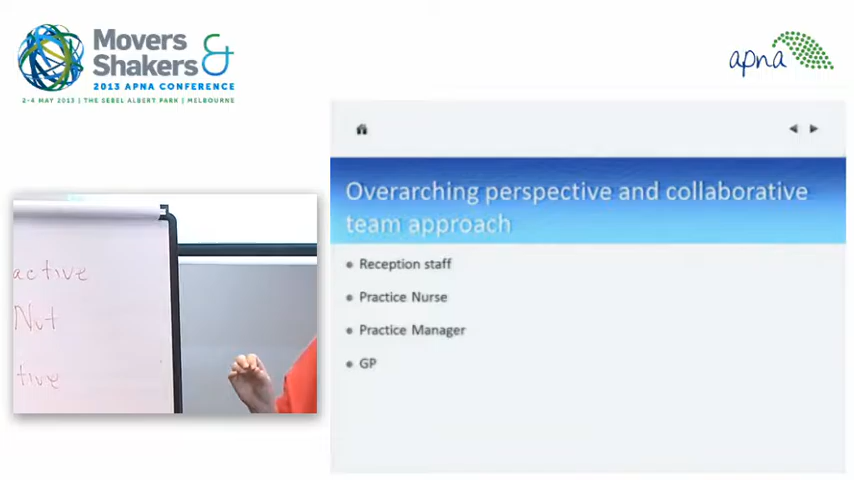 Movers
Shakers &
2013 APNA CONFERENCE
2-4 MAY 2013 | THE SEBEL ALBERT PARK | MELBOURNE
apna
Overarching perspective and collaborative
team approach
Reception staff
Practice Nurse
Practice Manager
GP
active
Nut
tive